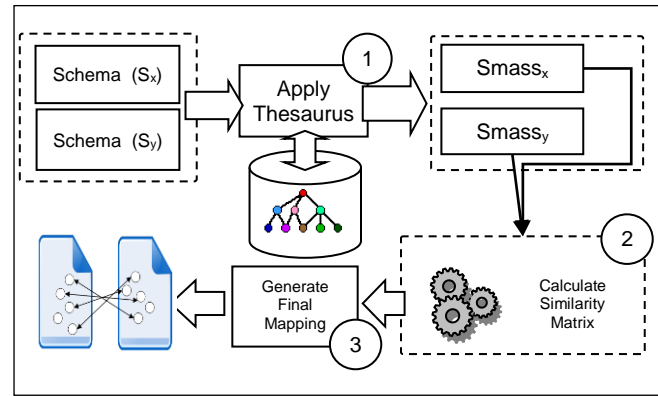 Schema (Sx)
Schema (Sy)
1
Apply
Thesaurus
Smassx
Smassy
2
Calculate
Similarity
Matrix
Generate
Final
Mapping
3